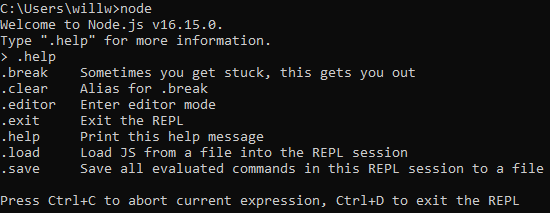 C:\Users\willw>node
Welcome to Node.js v16.15.0.
Type ".help" for more information.
> .help
.break    Sometimes you get stuck, this gets you out
.clear    Alias for .break
.editor   Enter editor mode
.exit     Exit the REPL
.help     Print this help message
.load     Load JS from a file into the REPL session
.save     Save all evaluated commands in this REPL session to a file
Press Ctrl+C to abort current expression, Ctrl+D to exit the REPL